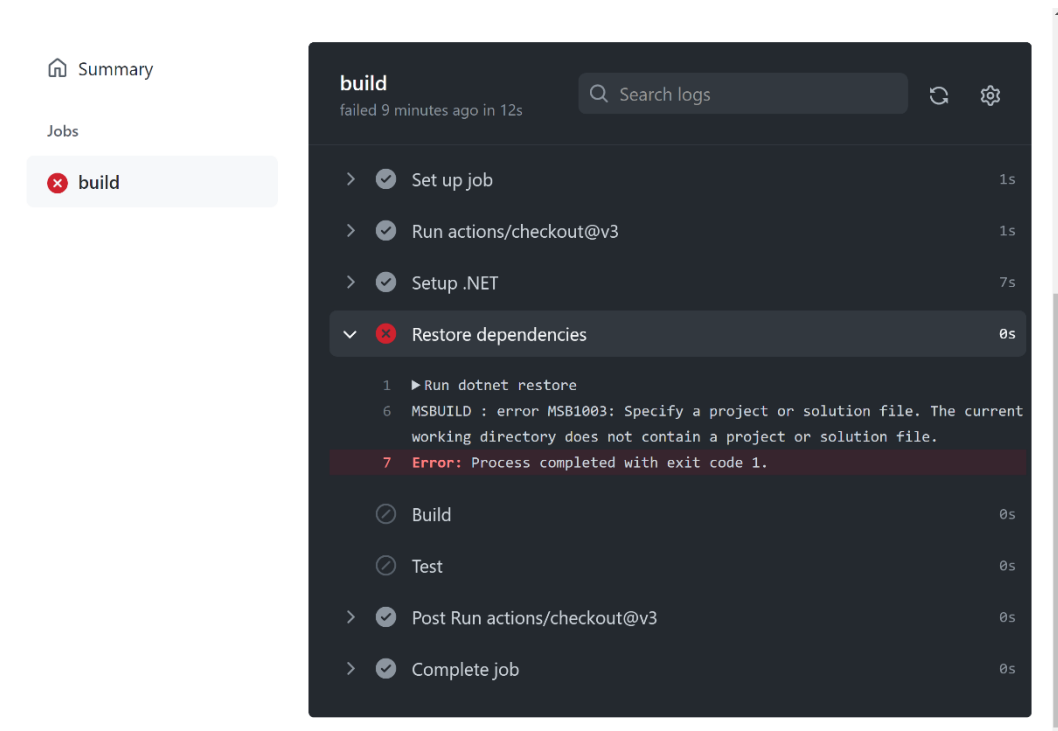 Summary
Jobs
build
build
failed 9 minutes ago in 12s
Search logs
Set up job 1s
Run actions/checkout@v3 1s
Setup .NET 7s
Restore dependencies 0s
1 Run dotnet restore
6 MSBUILD : error MSB1003: Specify a project or solution file. The current
working directory does not contain a project or solution file.
7 Error: Process completed with exit code 1.
Build 0s
Test 0s
Post Run actions/checkout@v3 0s
Complete job 0s